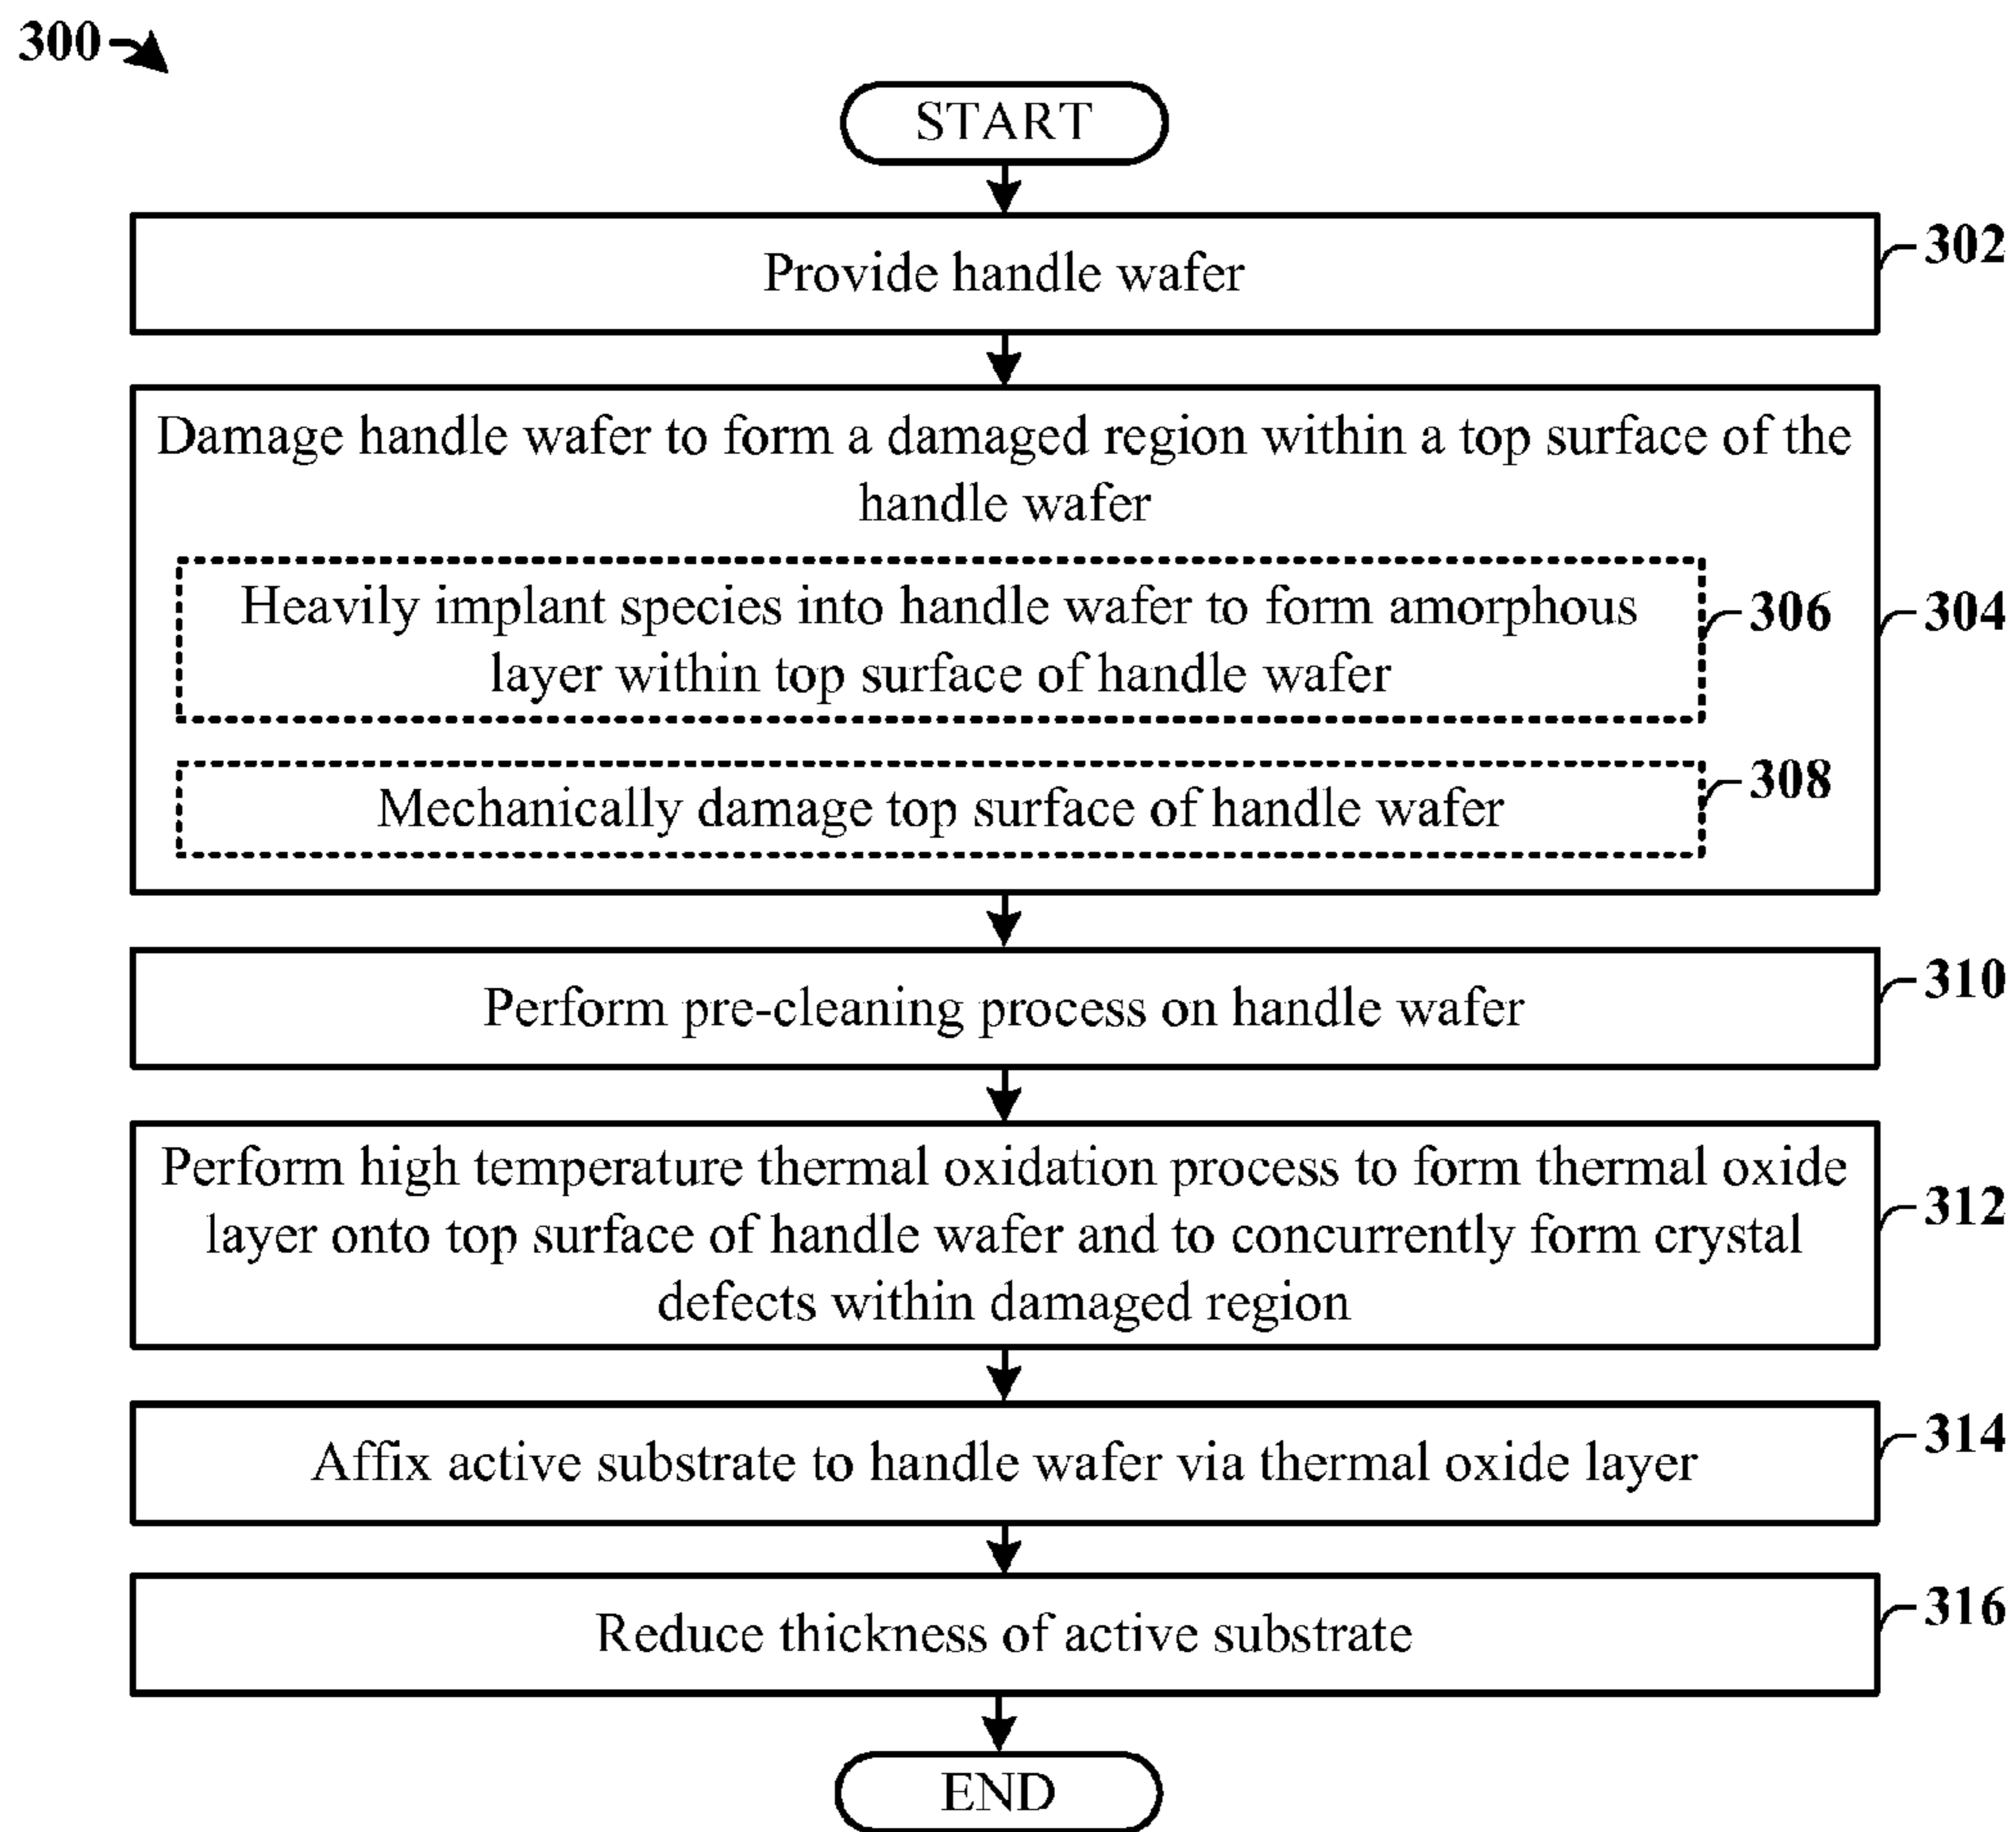 300
START
Provide handle wafer
302
Damage handle wafer to form a damaged region within a top surface of the
handle wafer
304
Heavily implant species into handle wafer to form amorphous
layer within top surface of handle wafer
306
Mechanically damage top surface of handle wafer
308
Perform pre-cleaning process on handle wafer
310
Perform high temperature thermal oxidation process to form thermal oxide
layer onto top surface of handle wafer and to concurrently form crystal
defects within damaged region
312
Affix active substrate to handle wafer via thermal oxide layer
314
Reduce thickness of active substrate
316
END